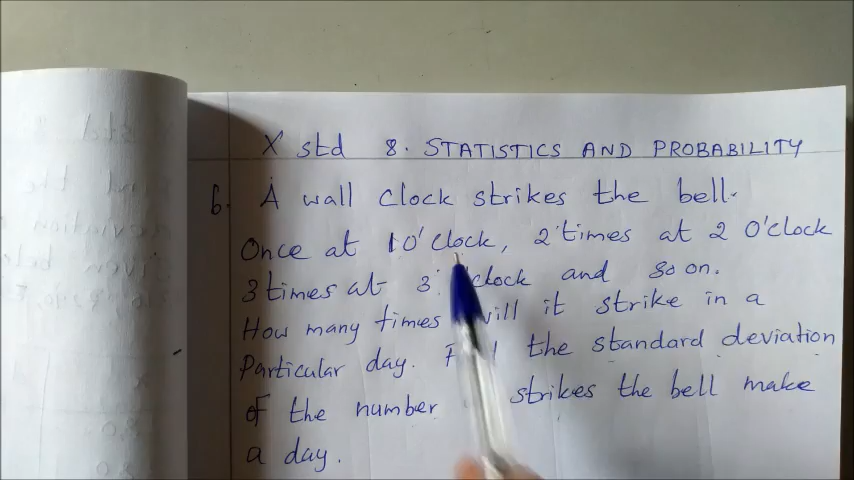 X std 8. STATISTICS AND PROBABILITY
6. A wall clock strikes the bell.
Once at 1 O'clock, 2 times at 2 O'clock
3 times at 3 clock and so on.
How many times will it strike in a
Particular day. the standard deviation
of the number strikes the bell make
a day.